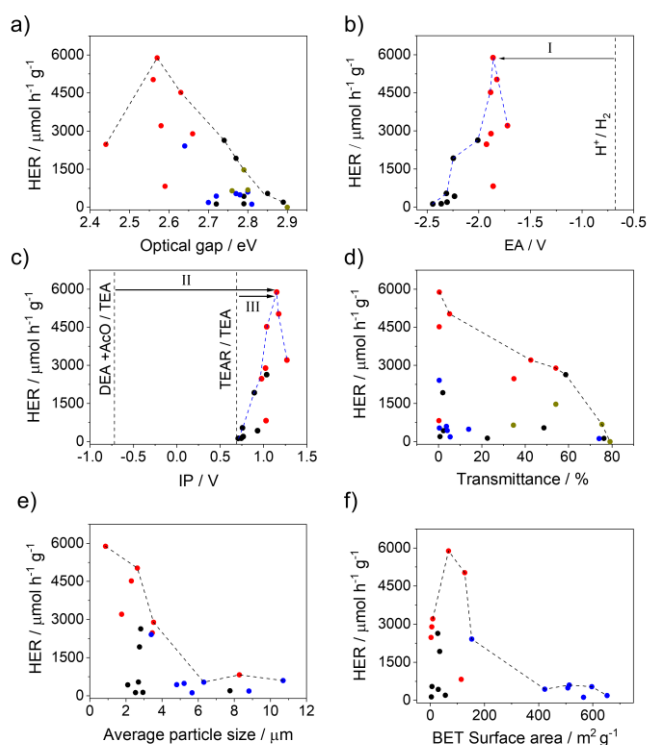 a)
HER / μmol h⁻¹ g⁻¹
6000
4500
3000
1500
0
2.4 2.5 2.6 2.7 2.8 2.9
Optical gap / eV
b)
HER / μmol h⁻¹ g⁻¹
6000
4500
3000
1500
0
I
H⁺/ H₂
-2.5 -2.0 -1.5 -1.0 -0.5
EA / V
c)
HER / μmol h⁻¹ g⁻¹
6000
4500
3000
1500
0
DEA +AcO / TEA
II
TEAR / TEA
III
-1.0 -0.5 0.0 0.5 1.0 1.5
IP / V
d)
HER / μmol h⁻¹ g⁻¹
6000
4500
3000
1500
0
0 20 40 60 80
Transmittance / %
e)
HER / μmol h⁻¹ g⁻¹
6000
4500
3000
1500
0
0 2 4 6 8 10 12
Average particle size / μm
f)
HER / μmol h⁻¹ g⁻¹
6000
4500
3000
1500
0
0 200 400 600
BET Surface area / m² g⁻¹